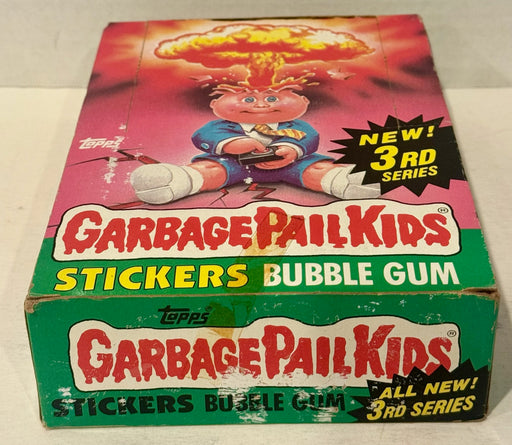 topps
NEW!
3RD
SERIES
GARBAGE PAIL KIDS®
STICKERS BUBBLE GUM
topps
GARBAGE PAIL KIDS®
STICKERS BUBBLE GUM
ALL NEW!
3RD SERIES